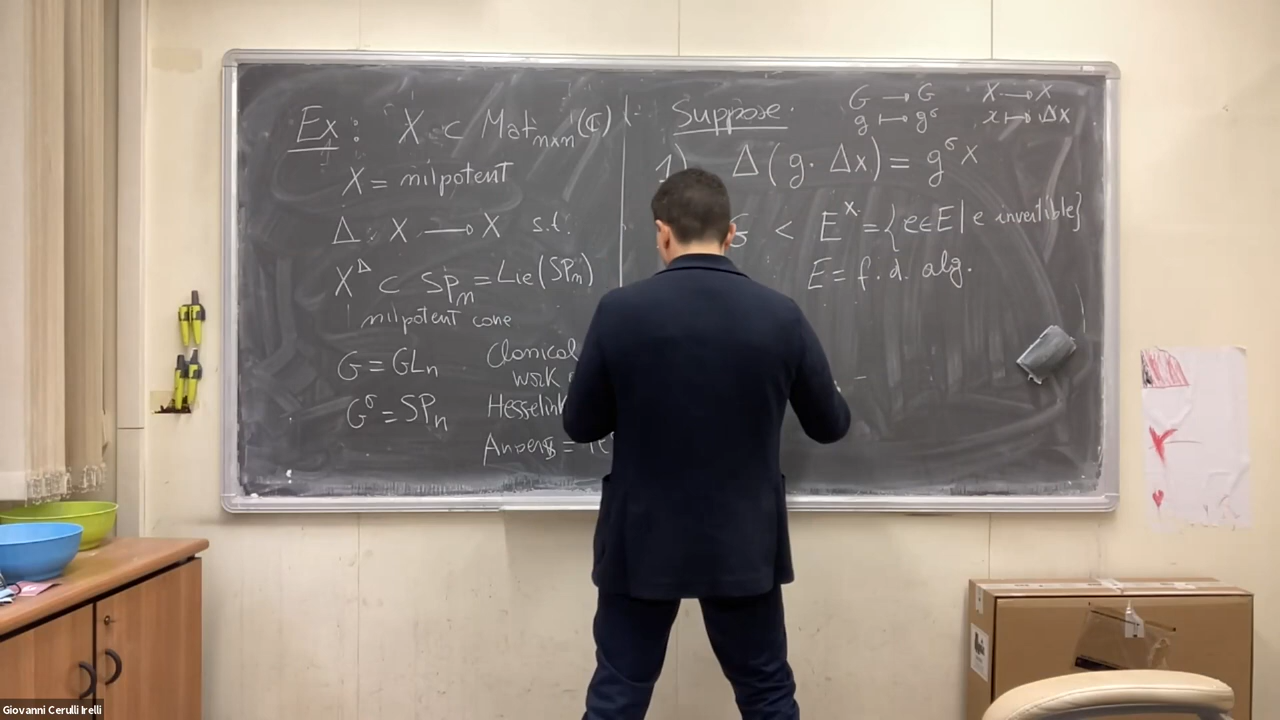 Ex: X ⊂ Mat_{n×n}(ℂ)
X = nilpotent
Δ: X → X s.t.
X^Δ ⊂ sp_n = Lie(SP_n)
nilpotent cone
G = GL_n
G^σ = SP_n
work
Hesselink
Suppose.
G → G
g ↦ g^σ
X → X
x ↦ Δx
1) Δ(g· Δx) = g^σ x
< E^× = {e∈E | e invertible}
E = f.d. alg.
Giovanni Cerulli Irelli